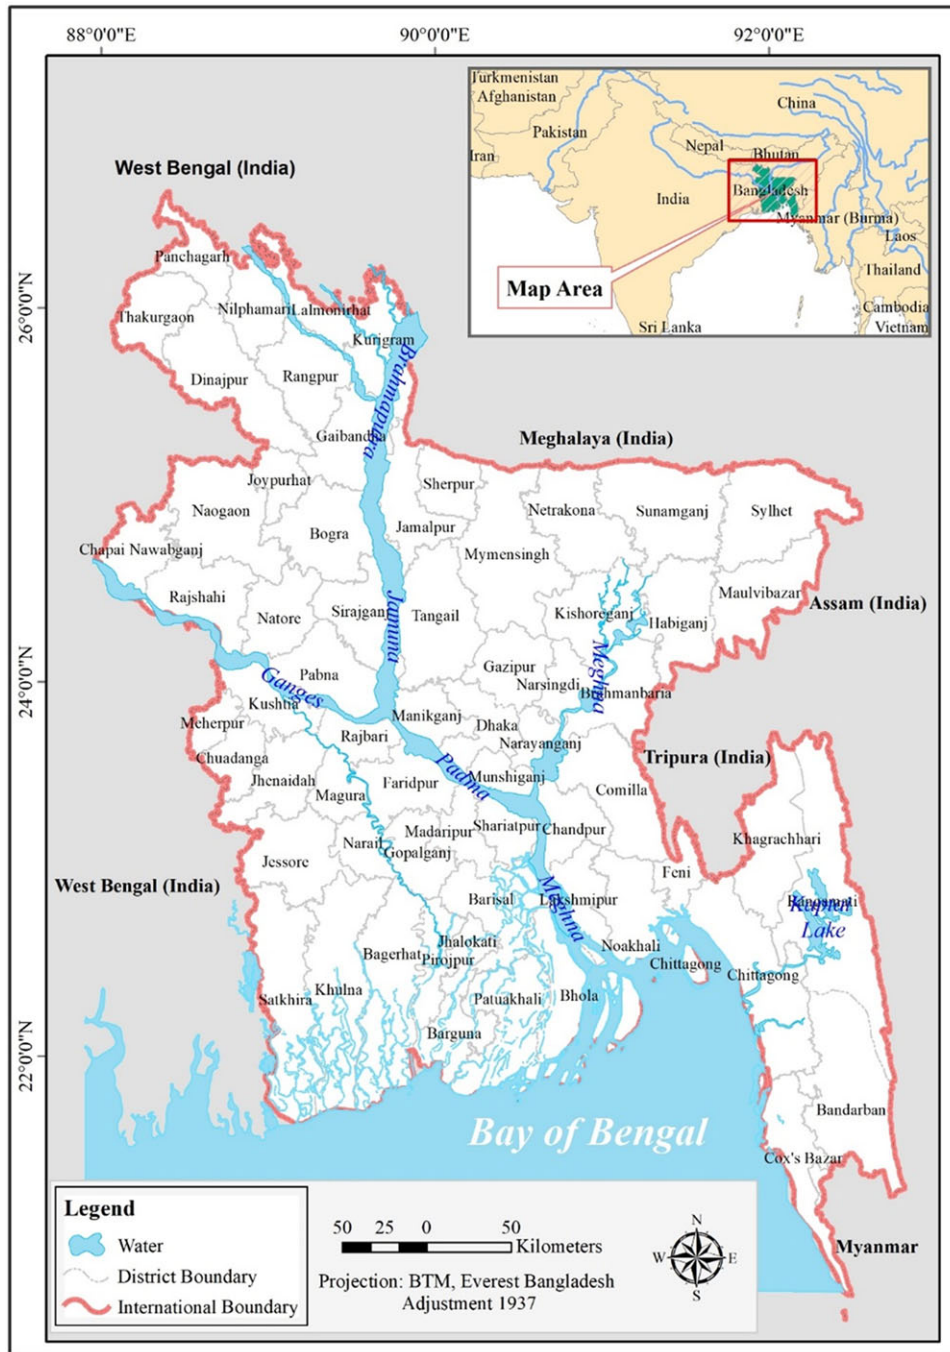 88°0'0"E
90°0'0"E
92°0'0"E
26°0'0"N
24°0'0"N
22°0'0"N
Turkmenistan
Afghanistan
China
Pakistan
Iran
Nepal
Bhutan
India
Bangladesh
Myanmar (Burma)
Laos
Thailand
Cambodia
Vietnam
Sri Lanka
Map Area
West Bengal (India)
Panchagarh
Thakurgaon
Nilphamari
Lalmonirhat
Kurigram
Dinajpur
Rangpur
Brahmaputra
Gaibandha
Meghalaya (India)
Joypurhat
Sherpur
Naogaon
Netrakona
Sunamganj
Sylhet
Bogra
Jamalpur
Chapai Nawabganj
Mymensingh
Rajshahi
Maulvibazar
Assam (India)
Natore
Sirajganj
Jamuna
Tangail
Kishoreganj
Habiganj
Pabna
Gazipur
Meghna
Ganges
Narsingdi
Brahmanbaria
Kushtia
Meherpur
Manikganj
Dhaka
Rajbari
Narayanganj
Chuadanga
Tripura (India)
Jhenaidah
Faridpur
Padma
Munshiganj
Magura
Comilla
Madaripur
Shariatpur
Chandpur
Khagrachhari
Narail
Gopalganj
Jessore
Feni
West Bengal (India)
Barisal
Meghna
Lakshmipur
Rangamati
Kaptai
Lake
Jhalokati
Noakhali
Bagerhat
Pirojpur
Chittagong
Chittagong
Satkhira
Khulna
Patuakhali
Bhola
Barguna
Bandarban
Bay of Bengal
Cox's Bazar
Myanmar
Legend
Water
District Boundary
International Boundary
50 25 0 50
Kilometers
Projection: BTM, Everest Bangladesh
Adjustment 1937
N
W E
S